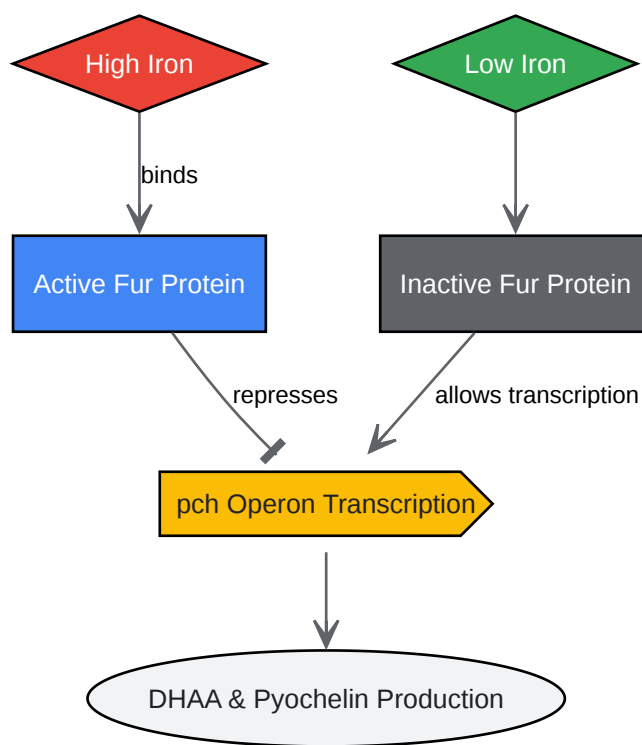 High Iron
Low Iron
binds
Active Fur Protein
Inactive Fur Protein
represses
allows transcription
pch Operon Transcription
DHAA & Pyochelin Production